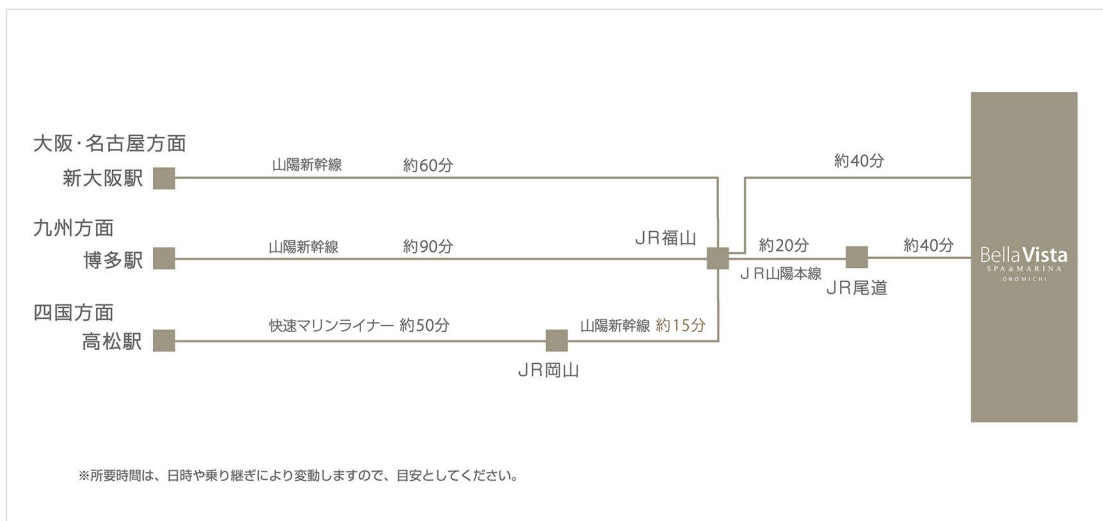 大阪・名古屋方面
新大阪駅
山陽新幹線 約60分
約40分
九州方面
博多駅
山陽新幹線 約90分
JR福山
約20分
JR山陽本線
JR尾道
約40分
四国方面
高松駅
快速マリンライナー 約50分
JR岡山
山陽新幹線 約15分
Bella Vista
SPA & MARINA
ONOMICHI
※所要時間は、日時や乗り継ぎにより変動しますので、目安としてください。